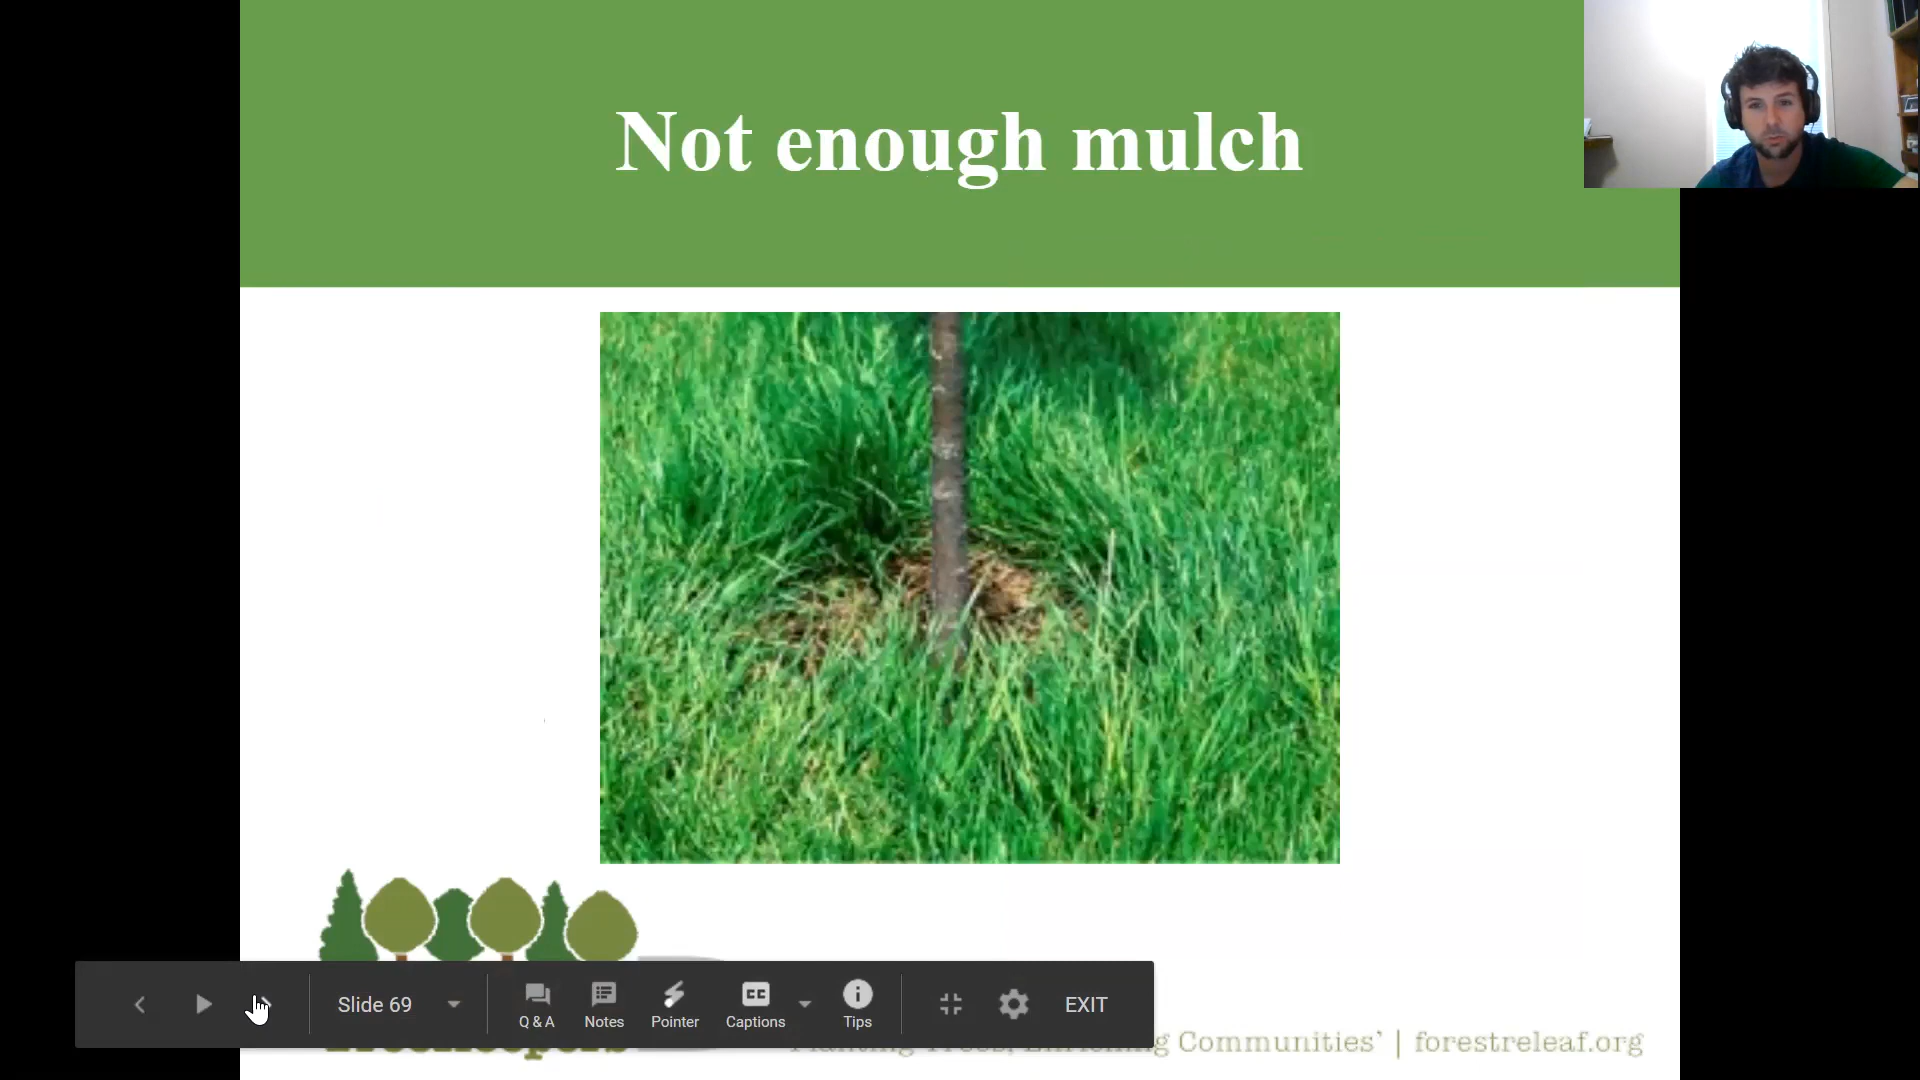 Not enough mulch
Slide 69
Q & A
Notes
Pointer
Captions
Tips
EXIT
Communities' | forestreleaf.org